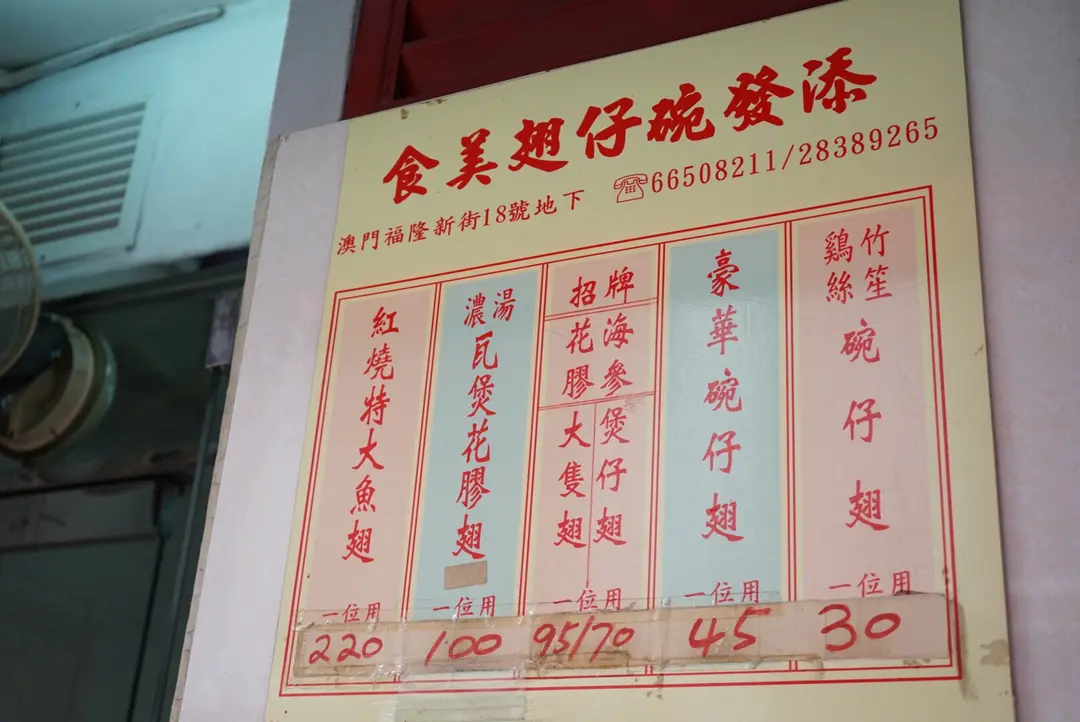 添發碗仔翅美食
澳門福隆新街18號地下
66508211/28389265
竹笙
鷄絲
碗仔翅
一位用
30
豪華碗仔翅
一位用
45
招牌
海參
花膠
煲仔翅
大隻翅
一位用
95/70
濃湯
瓦煲花膠翅
一位用
100
紅燒特大魚翅
一位用
220